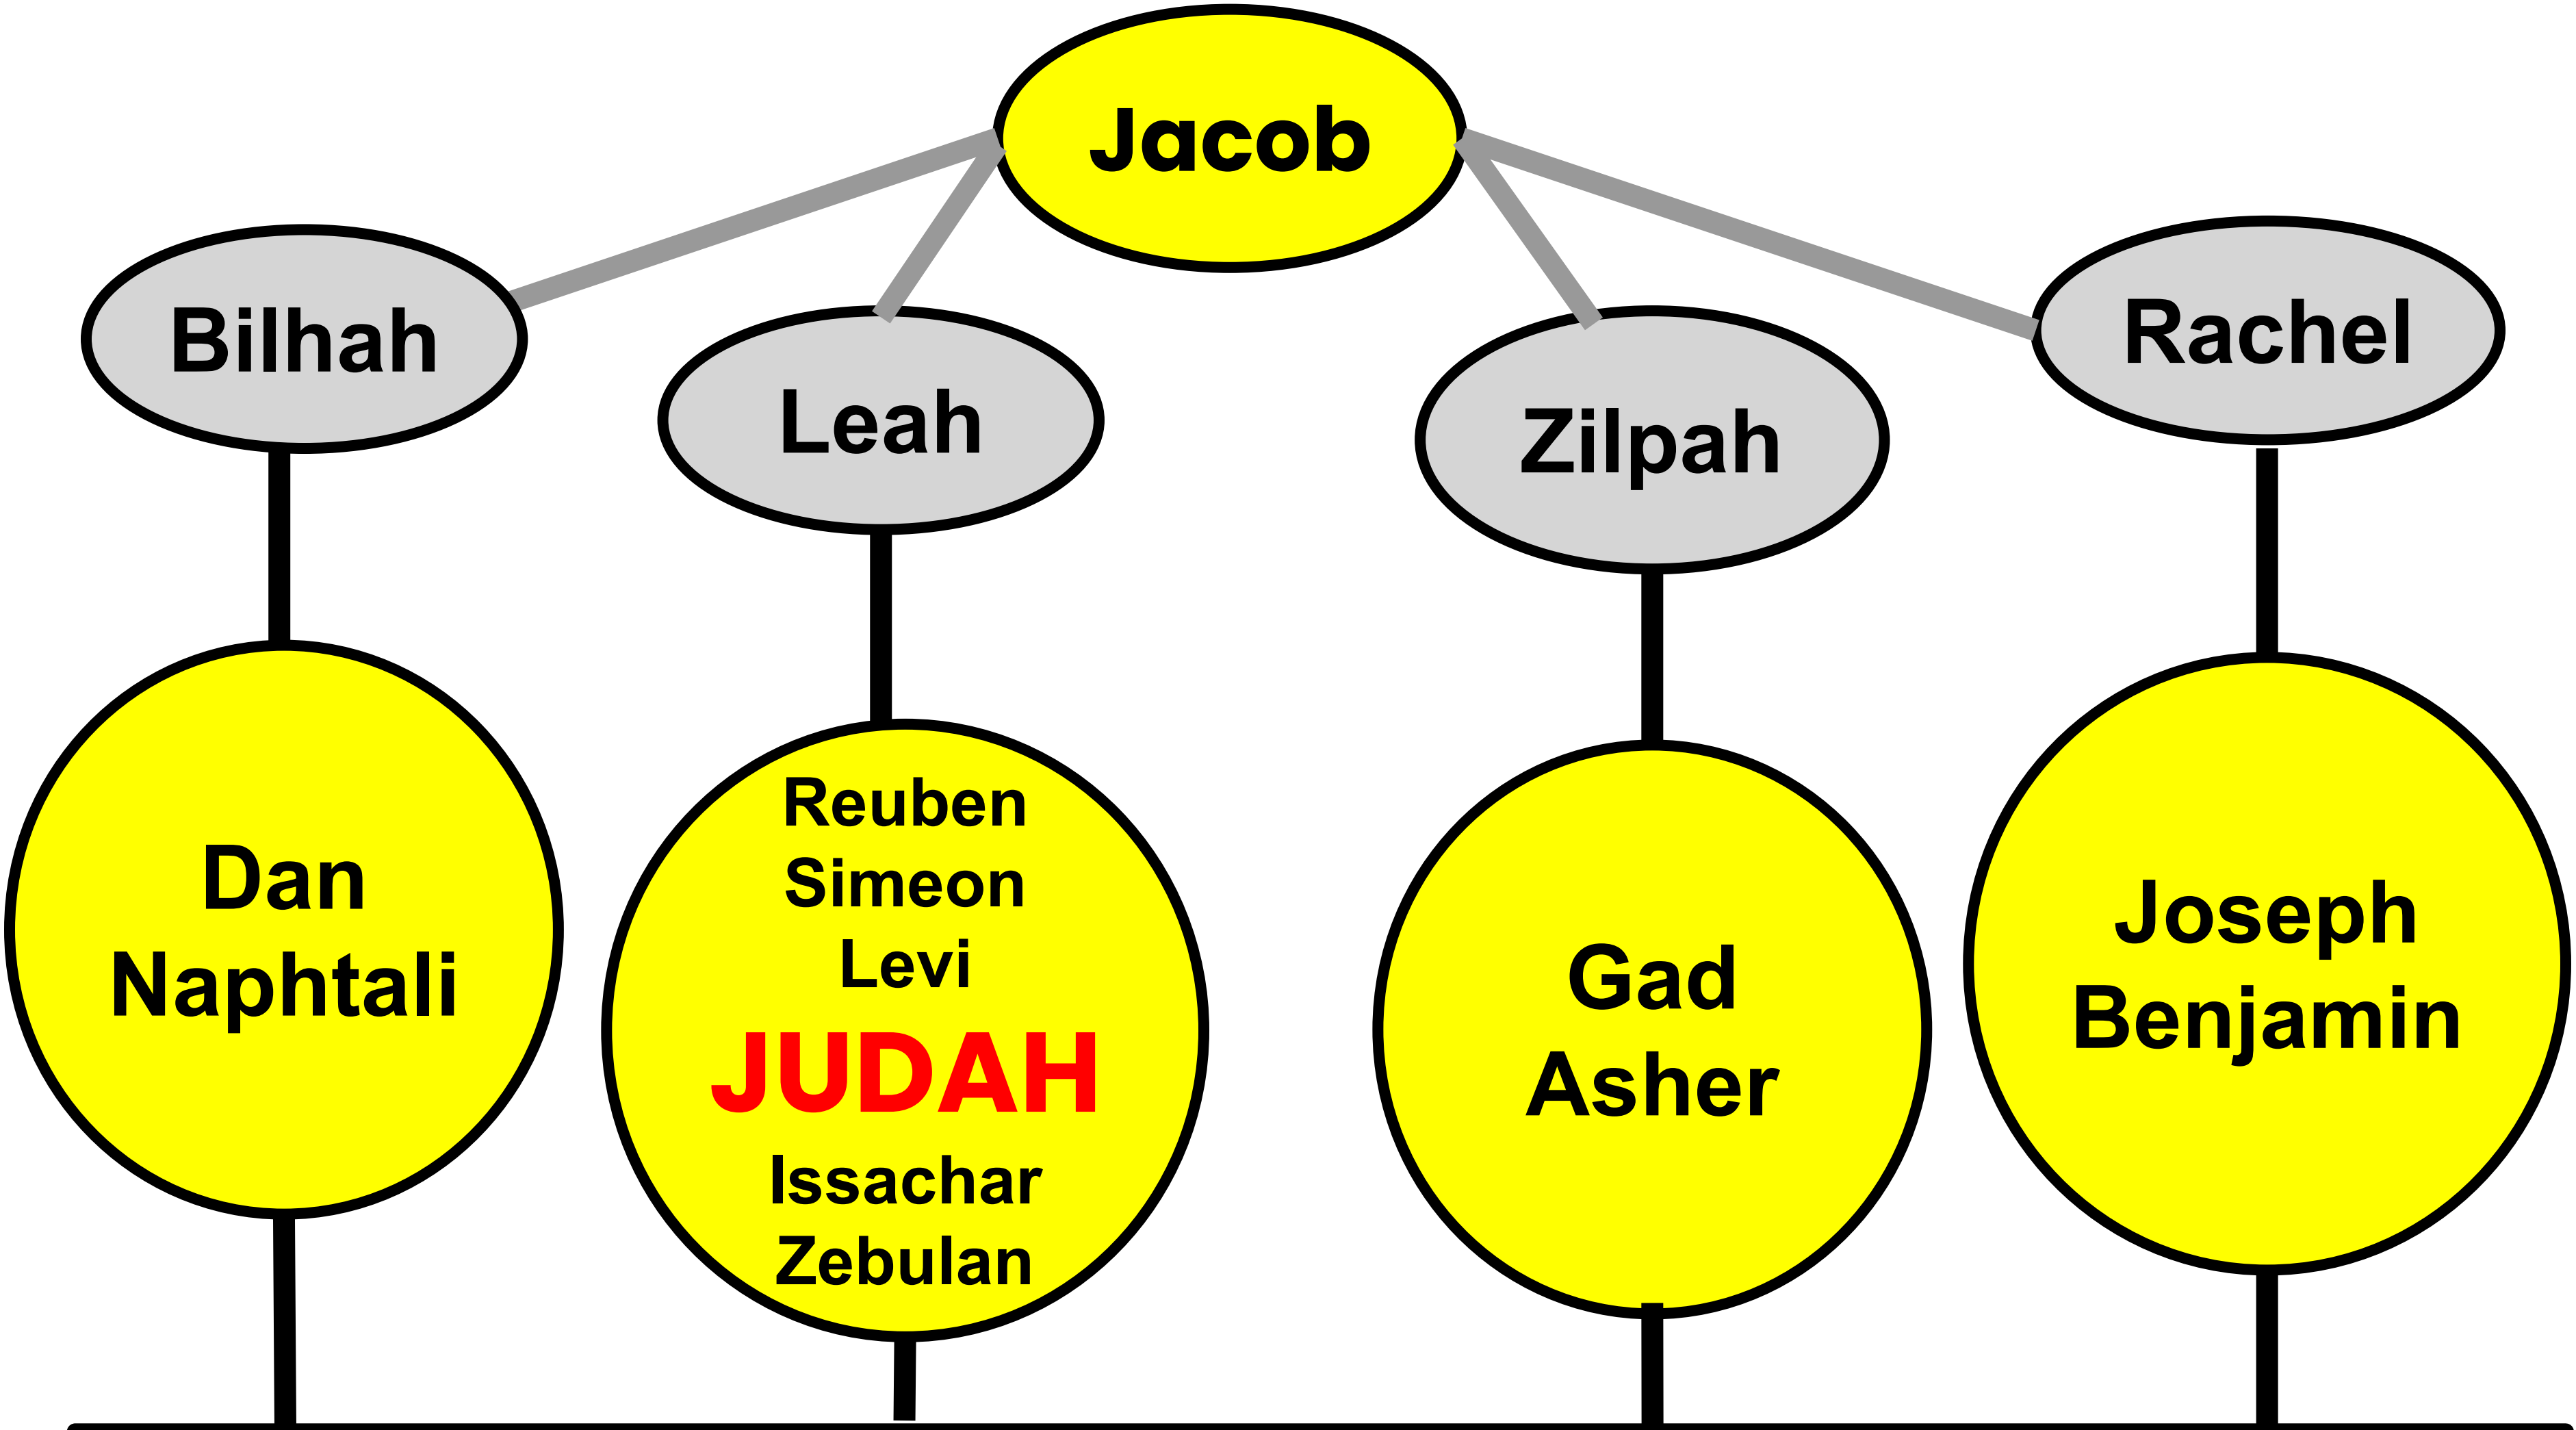 Jacob
Bilhah
Leah
Zilpah
Rachel
Dan
Naphtali
Reuben
Simeon
Levi
JUDAH
Issachar
Zebulan
Gad
Asher
Joseph
Benjamin